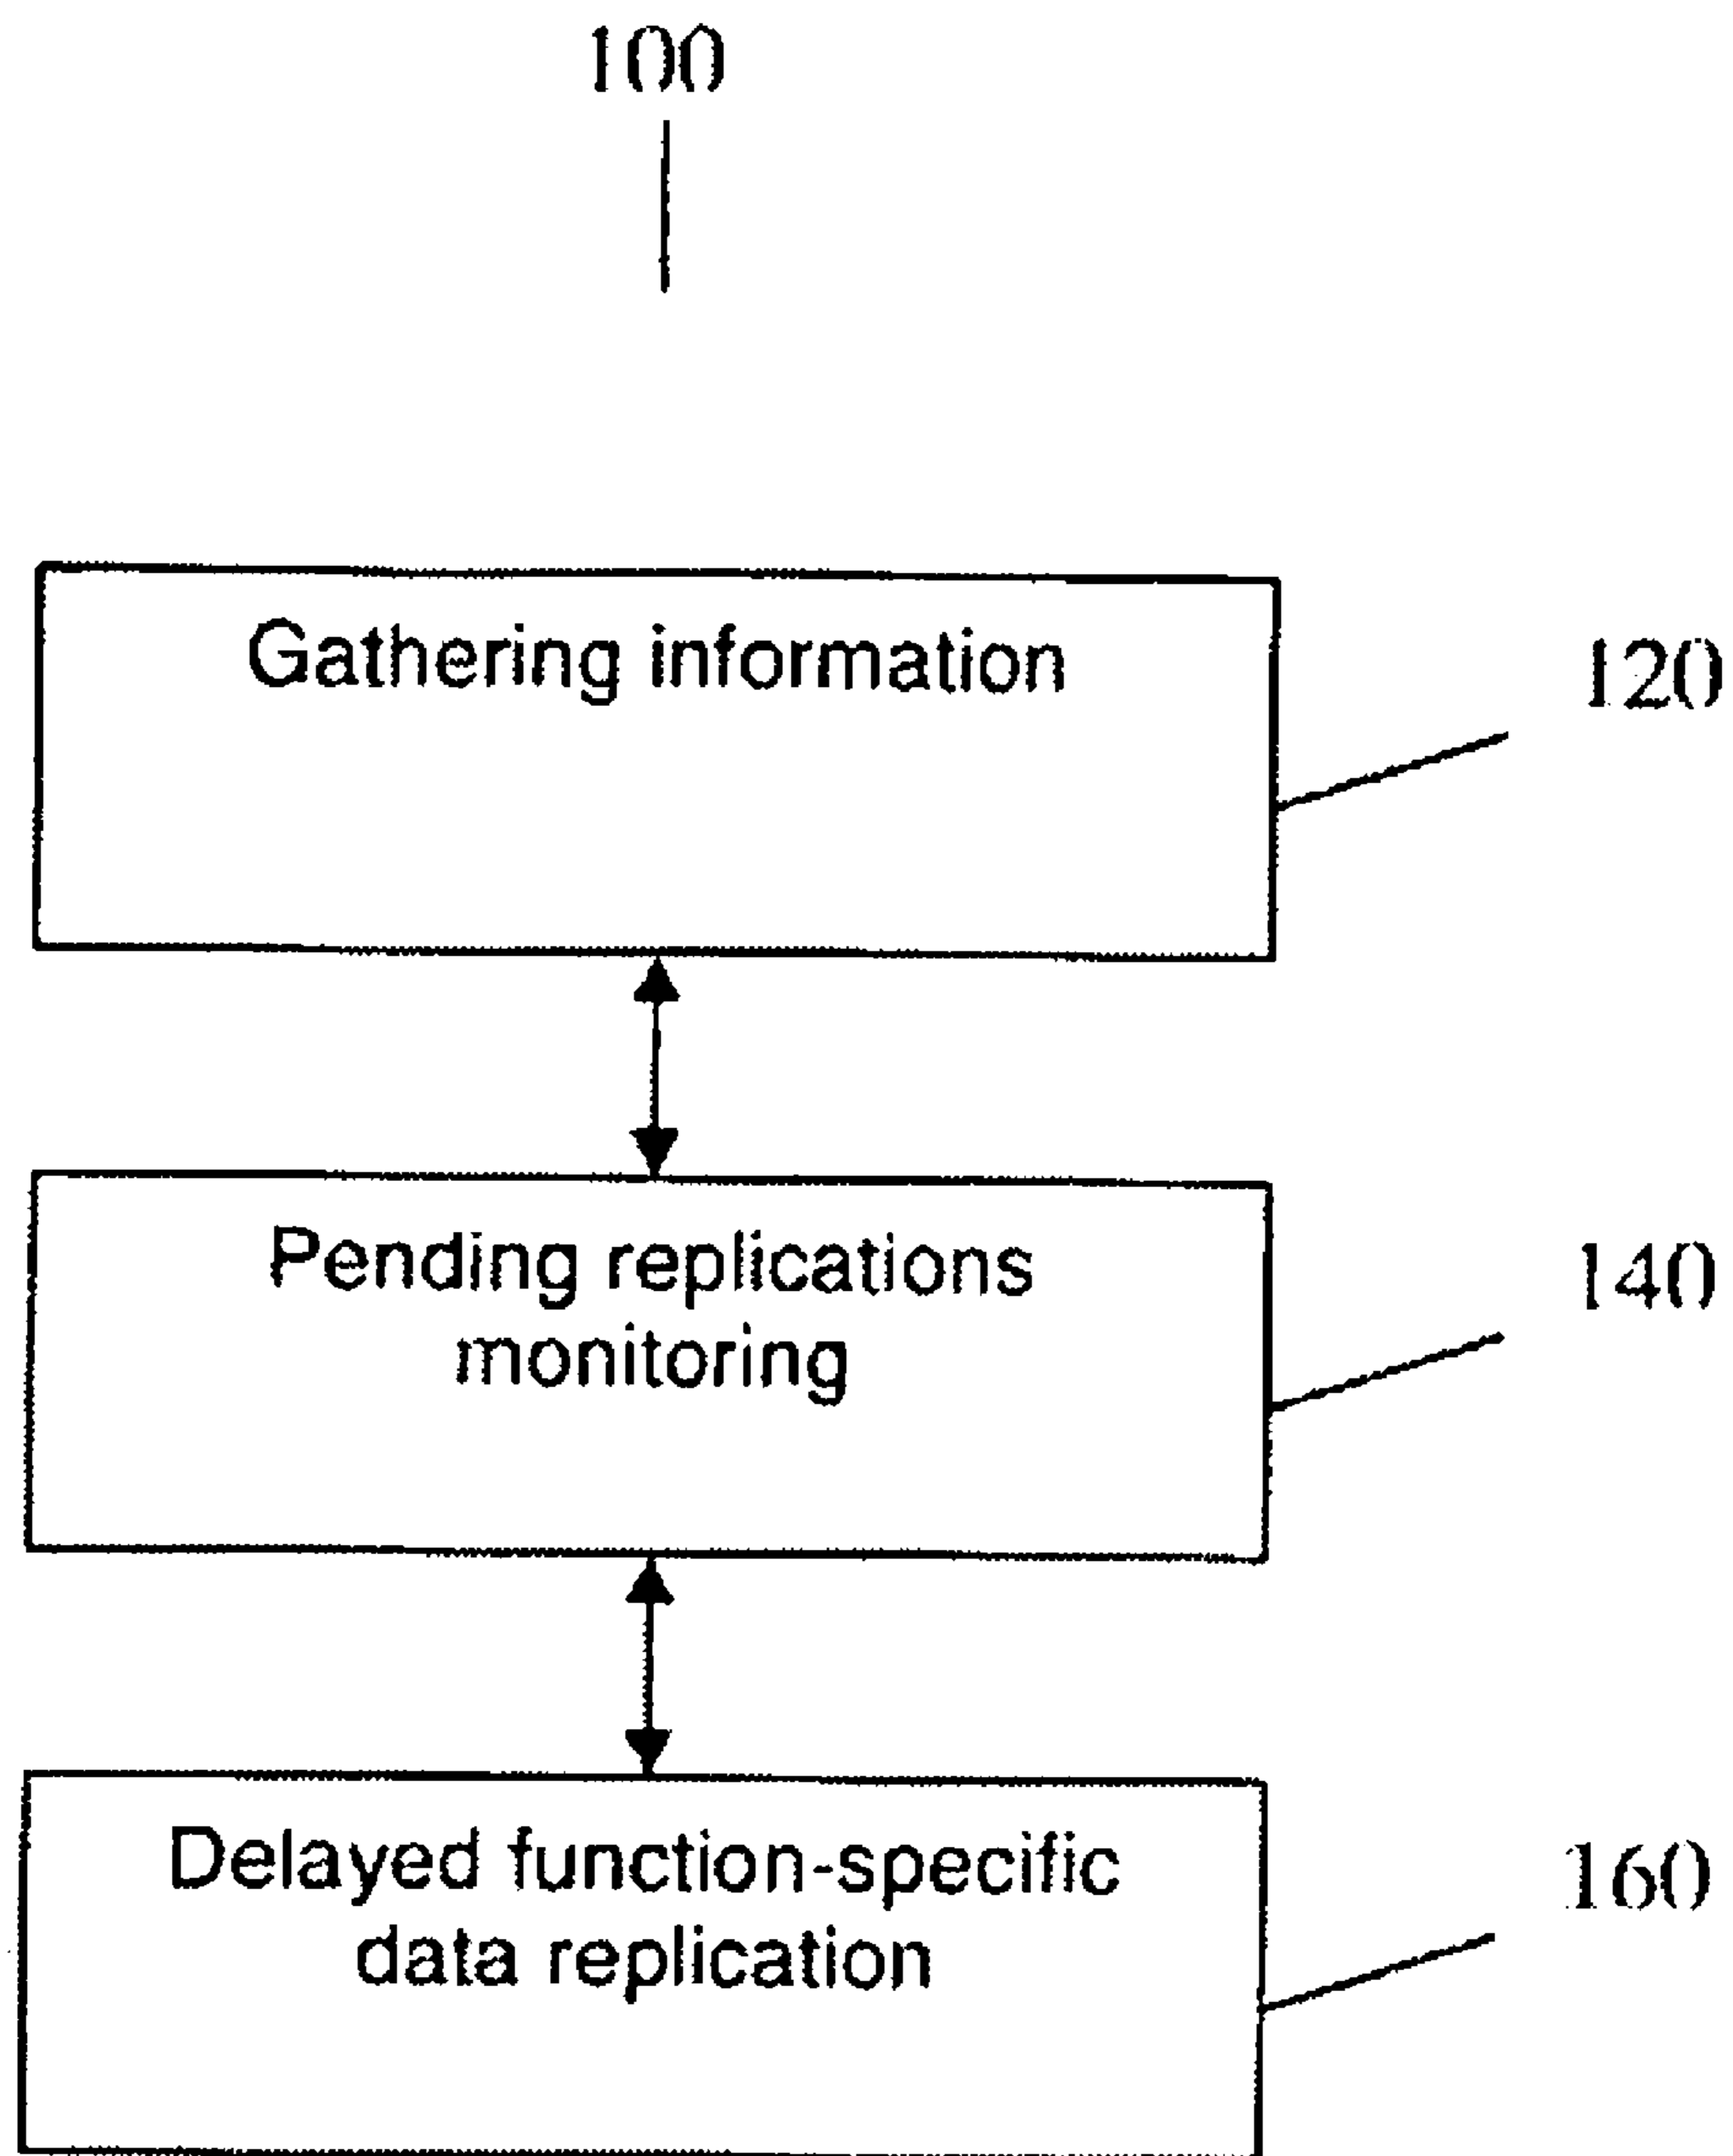 100
Gathering information
120
Pending replications
monitoring
140
Delayed function-specific
data replication
160